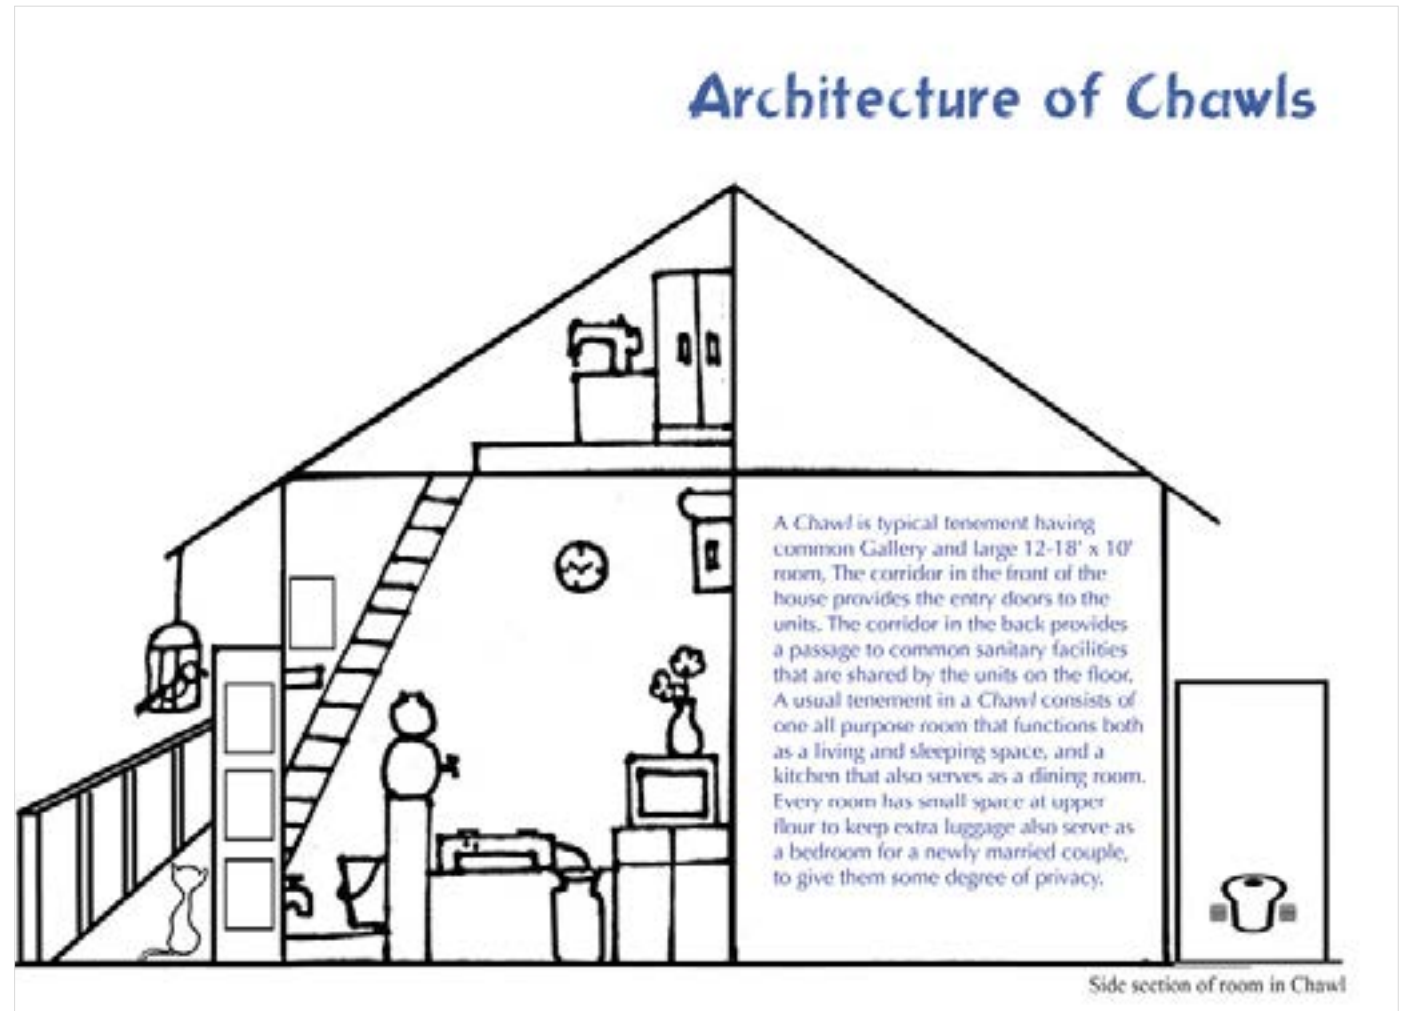 Architecture of Chawls
A Chawl is typical tenement having
common Gallery and large 12-18' x 10'
room, The corridor in the front of the
house provides the entry doors to the
units. The corridor in the back provides
a passage to common sanitary facilities
that are shared by the units on the floor.
A usual tenement in a Chawl consists of
one all purpose room that functions both
as a living and sleeping space, and a
kitchen that also serves as a dining room.
Every room has small space at upper
flour to keep extra luggage also serve as
a bedroom for a newly married couple,
to give them some degree of privacy.
Side section of room in Chawl